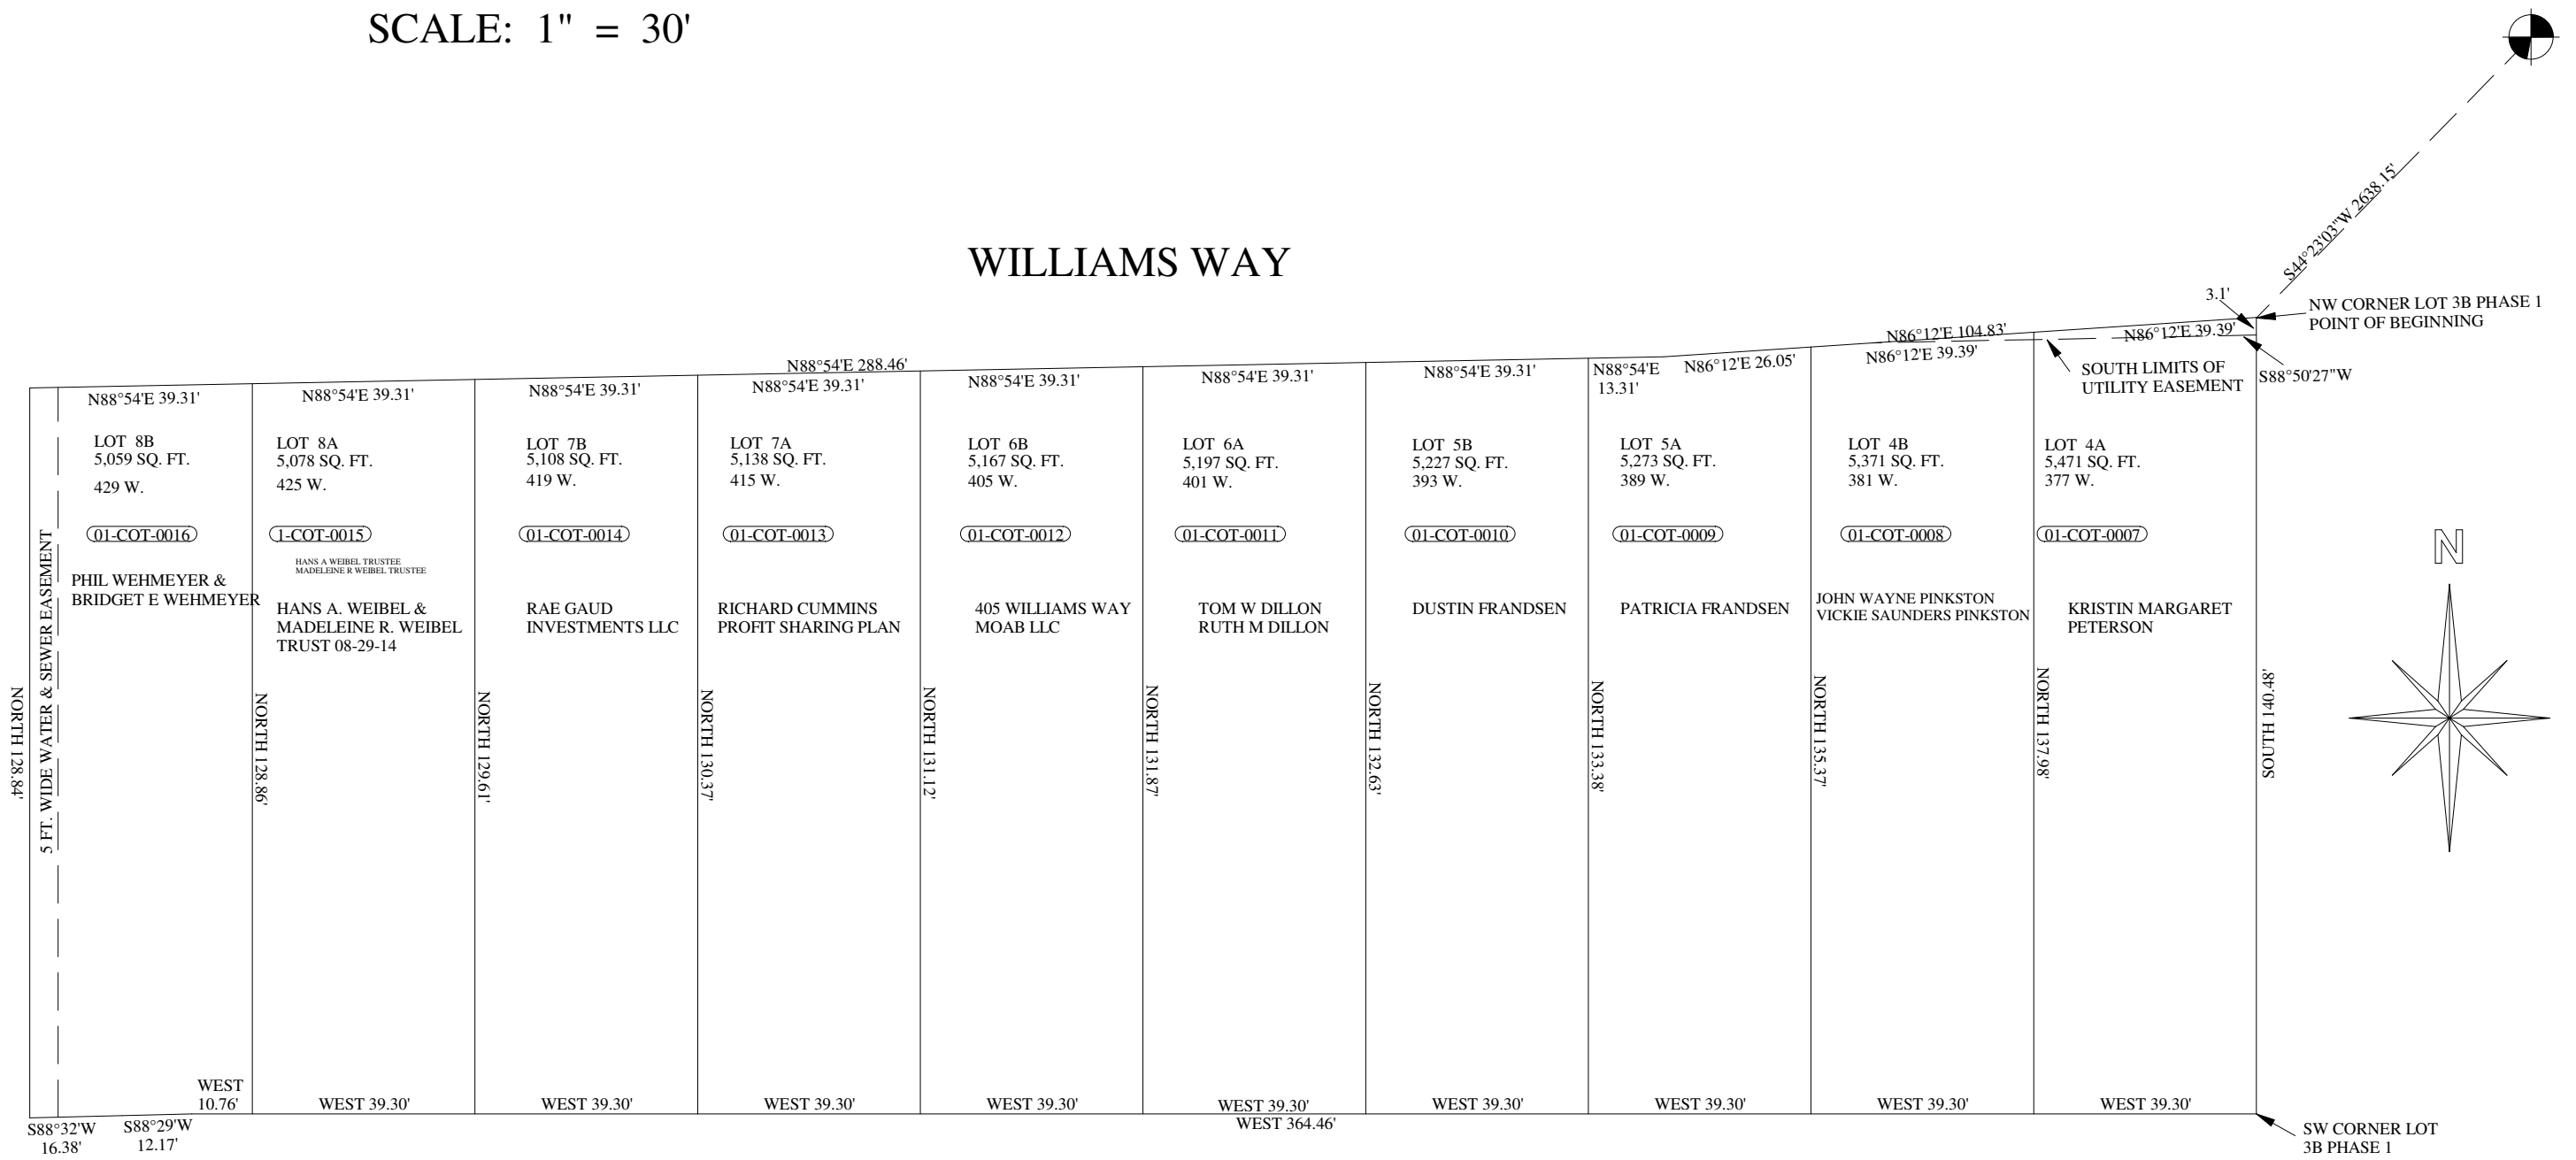 SCALE: 1" = 30'
WILLIAMS WAY
S44°23'03"W 2638.15'
3.1'
NW CORNER LOT 3B PHASE 1
POINT OF BEGINNING
N88°54'E 288.46'
N86°12'E 104.83'
N86°12'E 39.39'
N88°54'E 39.31'
N88°54'E 39.31'
N88°54'E 39.31'
N88°54'E 39.31'
N88°54'E 39.31'
N88°54'E 39.31'
N88°54'E 39.31'
N88°54'E
13.31'
N86°12'E 26.05'
N86°12'E 39.39'
SOUTH LIMITS OF
UTILITY EASEMENT
S88°50'27"W
LOT 8B
5,059 SQ. FT.
429 W.
01-COT-0016
PHIL WEHMEYER &
BRIDGET E WEHMEYER
LOT 8A
5,078 SQ. FT.
425 W.
1-COT-0015
HANS A WEIBEL TRUSTEE
MADELEINE R WEIBEL TRUSTEE
HANS A. WEIBEL &
MADELEINE R. WEIBEL
TRUST 08-29-14
LOT 7B
5,108 SQ. FT.
419 W.
01-COT-0014
RAE GAUD
INVESTMENTS LLC
LOT 7A
5,138 SQ. FT.
415 W.
01-COT-0013
RICHARD CUMMINS
PROFIT SHARING PLAN
LOT 6B
5,167 SQ. FT.
405 W.
01-COT-0012
405 WILLIAMS WAY
MOAB LLC
LOT 6A
5,197 SQ. FT.
401 W.
01-COT-0011
TOM W DILLON
RUTH M DILLON
LOT 5B
5,227 SQ. FT.
393 W.
01-COT-0010
DUSTIN FRANDSEN
LOT 5A
5,273 SQ. FT.
389 W.
01-COT-0009
PATRICIA FRANDSEN
LOT 4B
5,371 SQ. FT.
381 W.
01-COT-0008
JOHN WAYNE PINKSTON
VICKIE SAUNDERS PINKSTON
LOT 4A
5,471 SQ. FT.
377 W.
01-COT-0007
KRISTIN MARGARET
PETERSON
N
NORTH 128.84'
5 FT. WIDE WATER & SEWER EASEMENT
NORTH 128.86'
NORTH 129.61'
NORTH 130.37'
NORTH 131.12'
NORTH 131.87'
NORTH 132.63'
NORTH 133.38'
NORTH 135.37'
NORTH 137.98'
SOUTH 140.48'
WEST
10.76'
WEST 39.30'
WEST 39.30'
WEST 39.30'
WEST 39.30'
WEST 39.30'
WEST 39.30'
WEST 39.30'
WEST 39.30'
WEST 39.30'
S88°32'W
16.38'
S88°29'W
12.17'
WEST 364.46'
SW CORNER LOT
3B PHASE 1